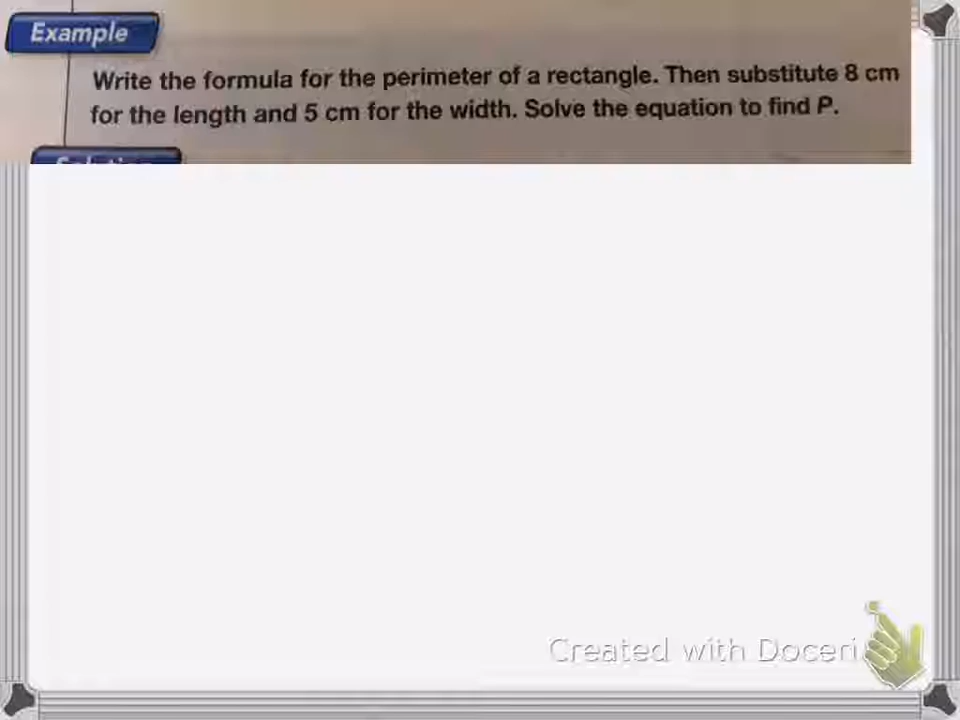 Example
Write the formula for the perimeter of a rectangle. Then substitute 8 cm
for the length and 5 cm for the width. Solve the equation to find P.
Solution
Created with Doceri